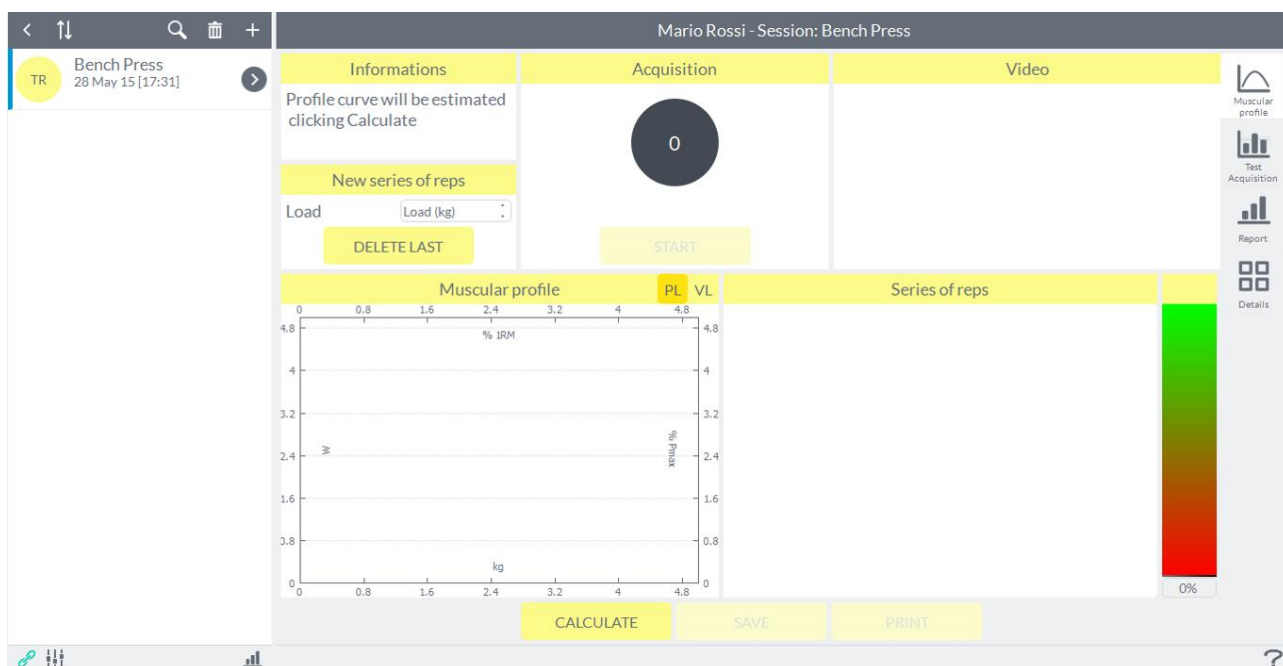 Mario Rossi - Session: Bench Press
TR
Bench Press
28 May 15 [17:31]
Informations
Profile curve will be estimated
clicking Calculate
New series of reps
Load
Load (kg)
DELETE LAST
Acquisition
0
START
Video
Muscular
profile
Test
Acquisition
Report
Details
Muscular profile
PL
VL
0 0.8 1.6 2.4 3.2 4 4.8
% 1RM
4.8
4
3.2
2.4
1.6
0.8
0
W
% Pmax
4.8
4
3.2
2.4
1.6
0.8
0
kg
0 0.8 1.6 2.4 3.2 4 4.8
Series of reps
0%
CALCULATE
SAVE
PRINT
?